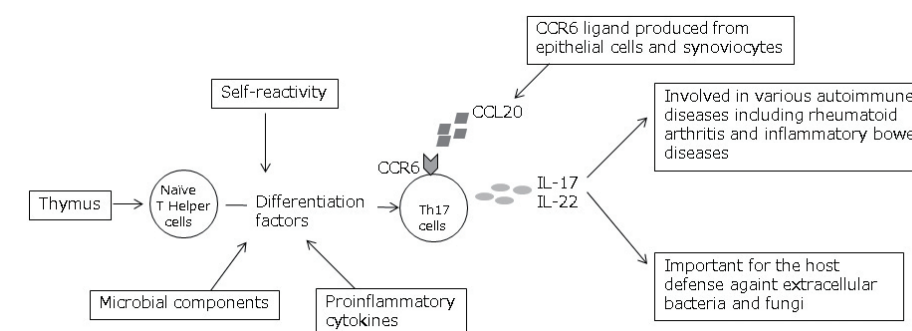 CCR6 ligand produced from
epithelial cells and synoviocytes
Self-reactivity
CCL20
Involved in various autoimmune
diseases including rheumatoid
arthritis and inflammatory bowe
diseases
CCR6
Thymus
Naïve
T Helper
cells
Differentiation
factors
Th17
cells
IL-17
IL-22
Microbial components
Proinflammatory
cytokines
Important for the host
defense againt extracellular
bacteria and fungi